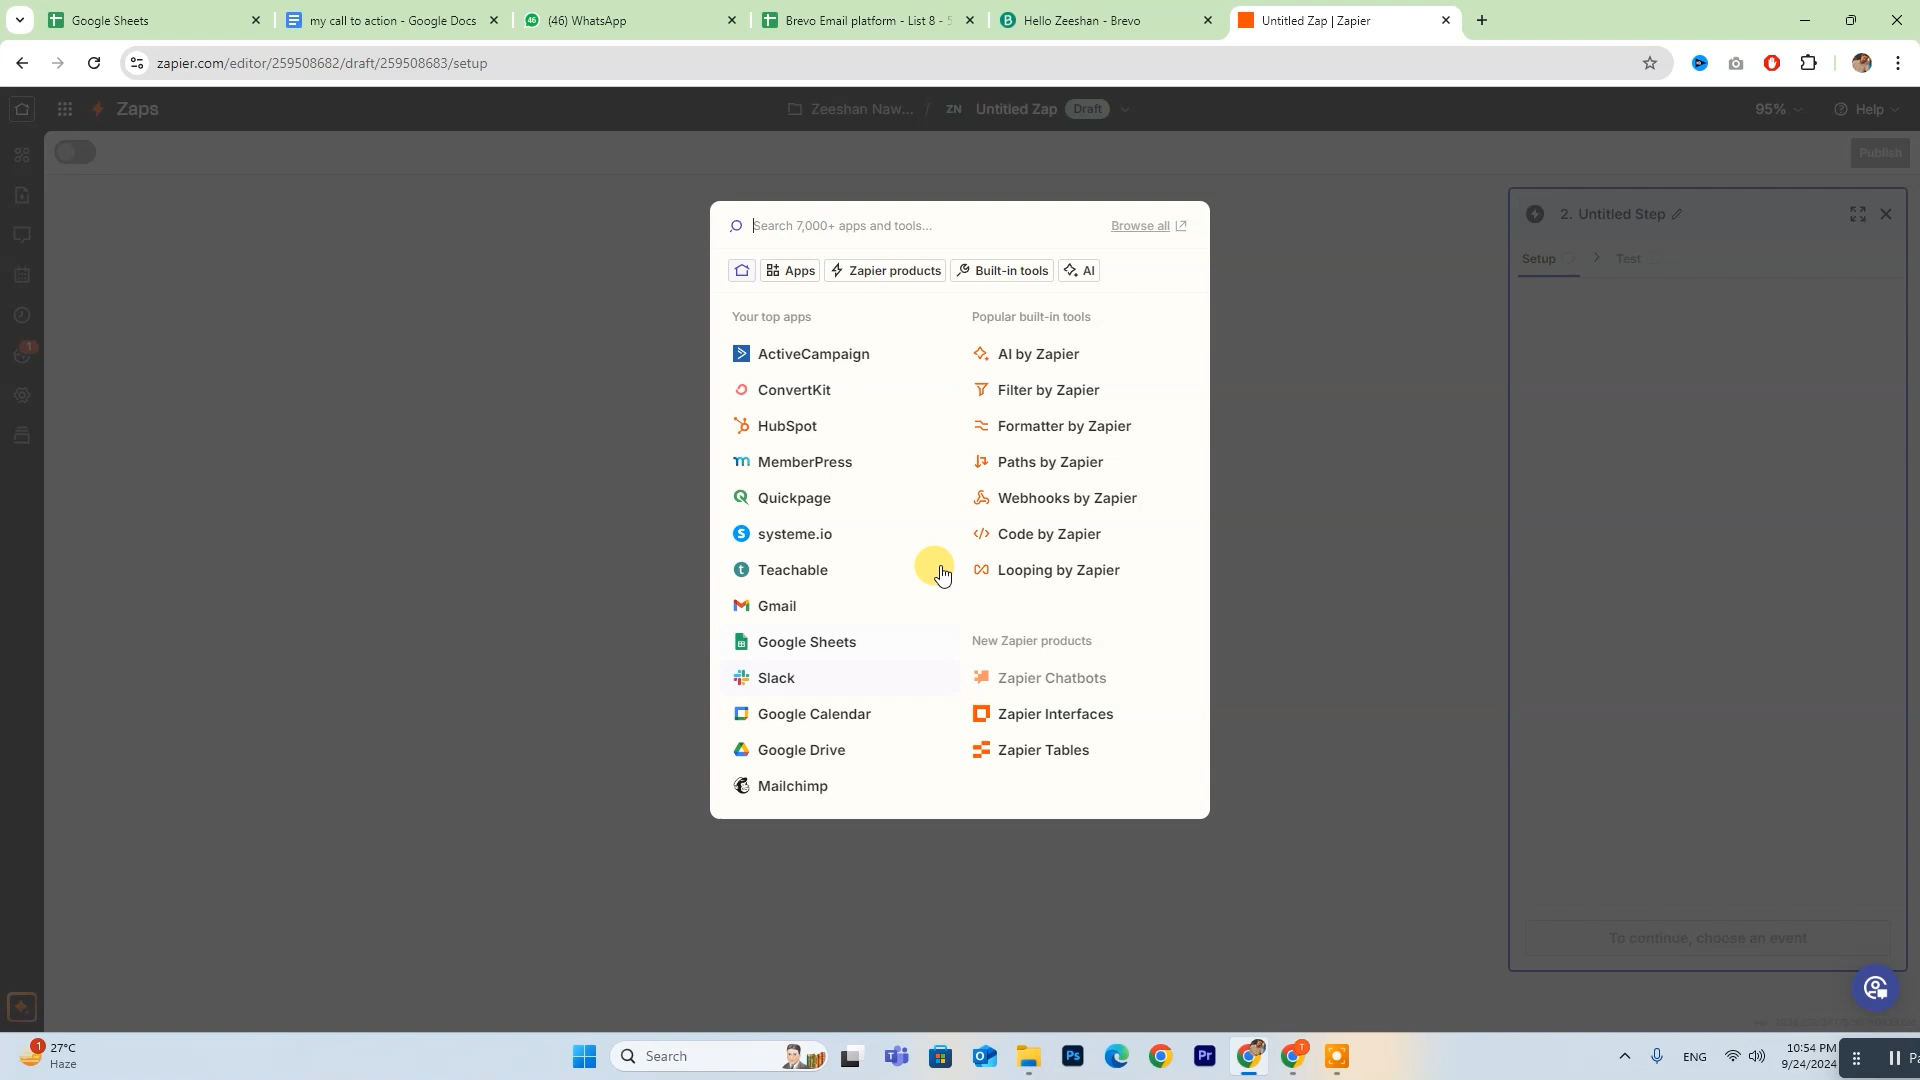 Google Sheets
my call to action - Google Docs
(46) WhatsApp
Brevo Email platform - List 8 - 5
Hello Zeeshan - Brevo
Untitled Zap | Zapier
zapier.com/editor/259508682/draft/259508683/setup
Zaps
Zeeshan Naw... / ZN Untitled Zap Draft
95%
Help
Publish
Search 7,000+ apps and tools...
Browse all
Apps
Zapier products
Built-in tools
AI
Your top apps
ActiveCampaign
ConvertKit
HubSpot
MemberPress
Quickpage
systeme.io
Teachable
Gmail
Google Sheets
Slack
Google Calendar
Google Drive
Mailchimp
Popular built-in tools
AI by Zapier
Filter by Zapier
Formatter by Zapier
Paths by Zapier
Webhooks by Zapier
Code by Zapier
Looping by Zapier
New Zapier products
Zapier Chatbots
Zapier Interfaces
Zapier Tables
2. Untitled Step
Setup
Test
To continue, choose an event
1
1
27°C
Haze
Search
ENG
10:54 PM
9/24/2024